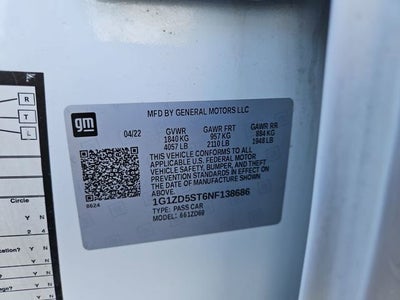 gm
MFD BY GENERAL MOTORS LLC
04/22 GVWR GAWR FRT GAWR RR
1840 KG 957 KG 884 KG
4057 LB 2110 LB 1948 LB
THIS VEHICLE CONFORMS TO ALL
APPLICABLE U.S. FEDERAL MOTOR
VEHICLE SAFETY, BUMPER, AND THEFT
PREVENTION STANDARDS IN EFFECT ON
THE DATE OF MANUFACTURE SHOWN
ABOVE.
1G1ZD5ST6NF138686
TYPE: PASS CAR
MODEL:
R
T
L
Circle
Y N
Circle
Y N
Y N
Y N